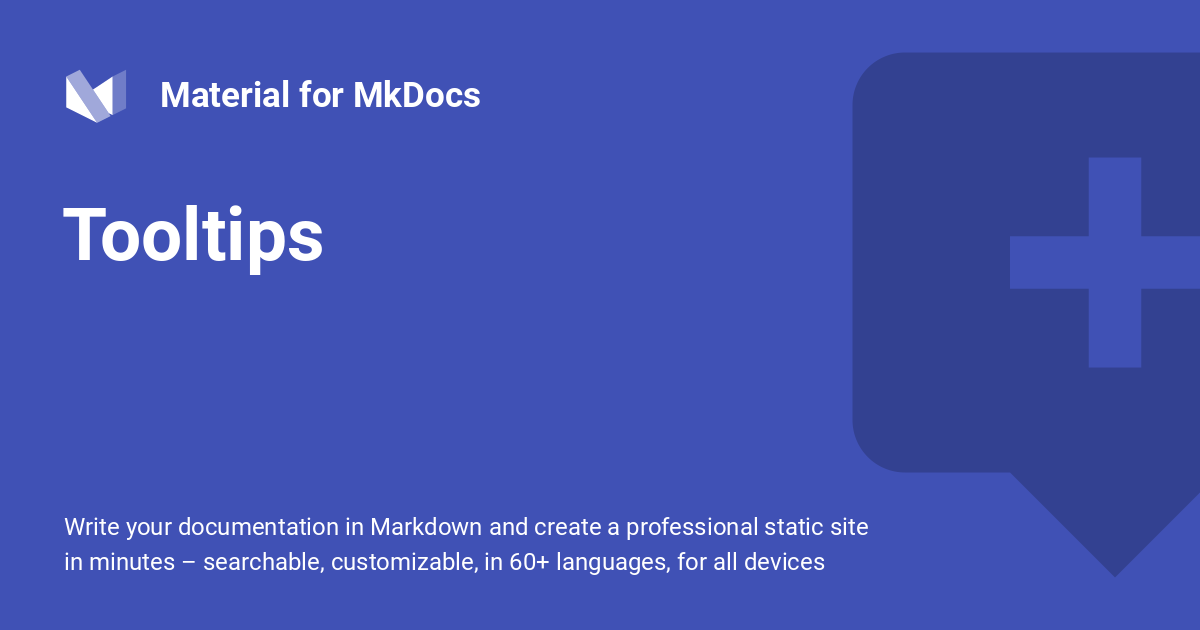 Material for MkDocs
Tooltips
Write your documentation in Markdown and create a professional static site
in minutes – searchable, customizable, in 60+ languages, for all devices